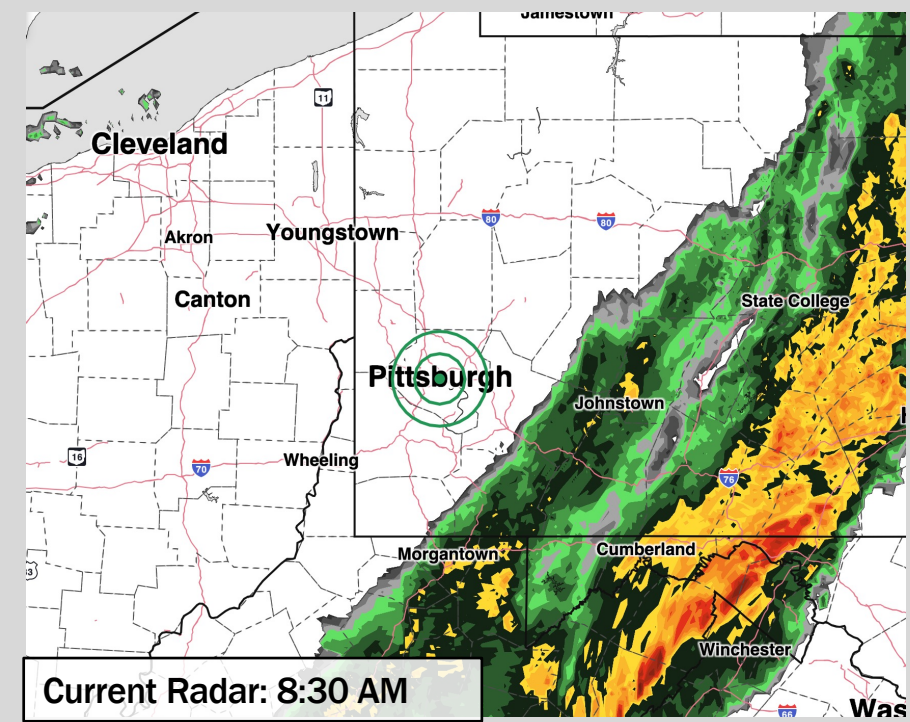 Jamestown
11
Cleveland
80
80
Akron
Youngstown
Canton
State College
Pittsburgh
Johnstown
16
70
Wheeling
76
Morgantown
Cumberland
Winchester
Current Radar: 8:30 AM
66